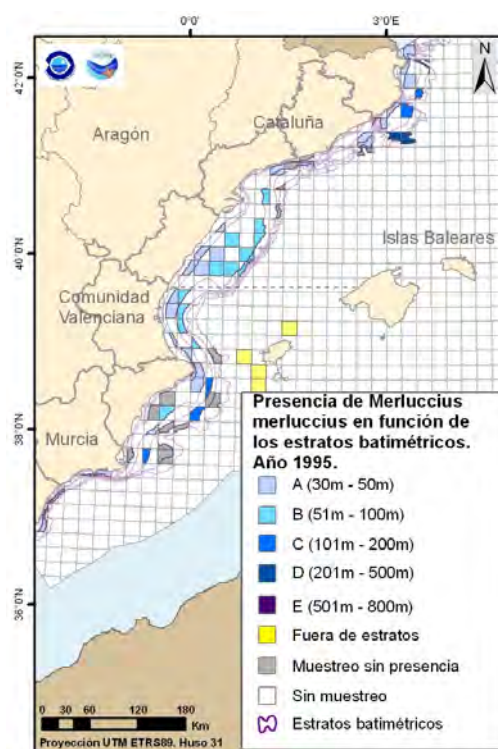 0°0' 3°0'E
42°0'N
N
Aragón
Cataluña
40°0'N
Islas Baleares
Comunidad
Valenciana
38°0'N
Murcia
36°0'N
Presencia de Merluccius
merluccius en función de
los estratos batimétricos.
Año 1995.
A (30m - 50m)
B (51m - 100m)
C (101m - 200m)
D (201m - 500m)
E (501m - 800m)
Fuera de estratos
Muestreo sin presencia
Sin muestreo
Estratos batimétricos
0 30 60 120 180
Km
Proyección UTM ETRS89. Huso 31